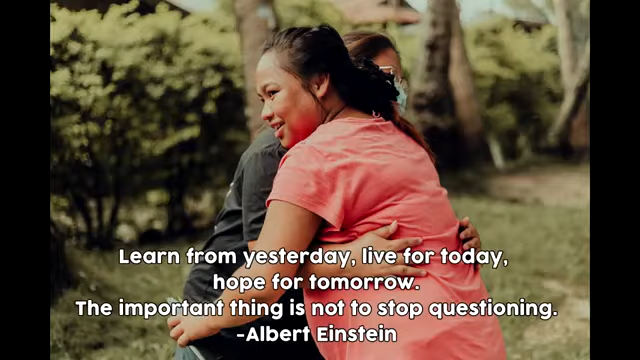 Learn from yesterday, live for today,
hope for tomorrow.
The important thing is not to stop questioning.
-Albert Einstein